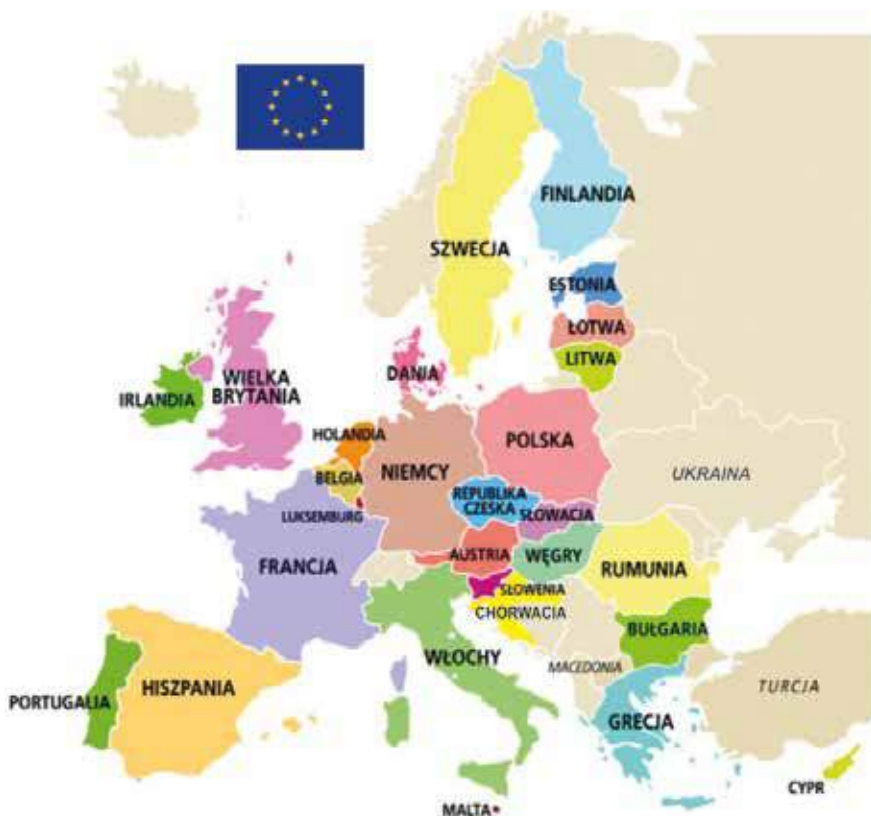 FINLANDIA
SZWECJA
ESTONIA
ŁOTWA
LITWA
DANIA
IRLANDIA
WIELKA
BRYTANIA
HOLANDIA
POLSKA
NIEMCY
BELGIA
UKRAINA
REPUBLIKA
CZESKA
SŁOWACJA
LUKSEMBURG
AUSTRIA
WĘGRY
FRANCJA
RUMUNIA
SŁOWENIA
CHORWACJA
BUŁGARIA
WŁOCHY
MACEDONIA
HISZPANIA
TURCJA
PORTUGALIA
GRECJA
CYPR
MALTA